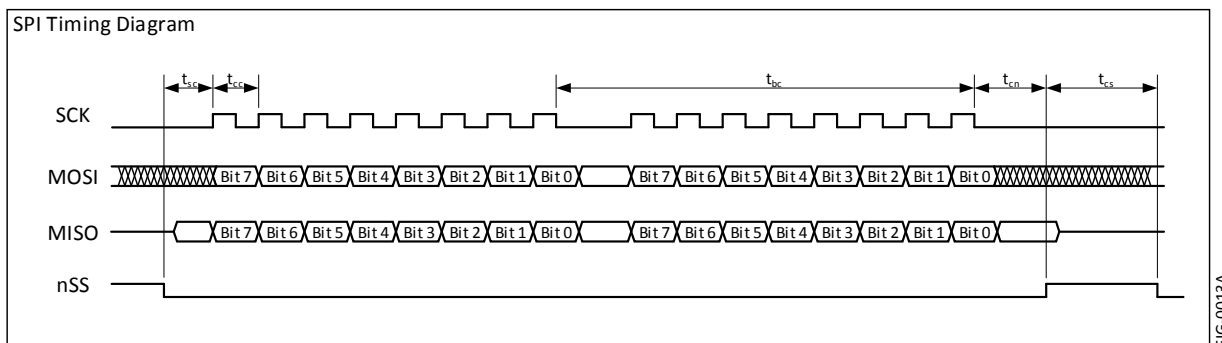 SPI Timing Diagram
tsc tcc tbc tcn tcs
SCK
MOSI Bit 7 Bit 6 Bit 5 Bit 4 Bit 3 Bit 2 Bit 1 Bit 0 Bit 7 Bit 6 Bit 5 Bit 4 Bit 3 Bit 2 Bit 1 Bit 0
MISO Bit 7 Bit 6 Bit 5 Bit 4 Bit 3 Bit 2 Bit 1 Bit 0 Bit 7 Bit 6 Bit 5 Bit 4 Bit 3 Bit 2 Bit 1 Bit 0
nSS